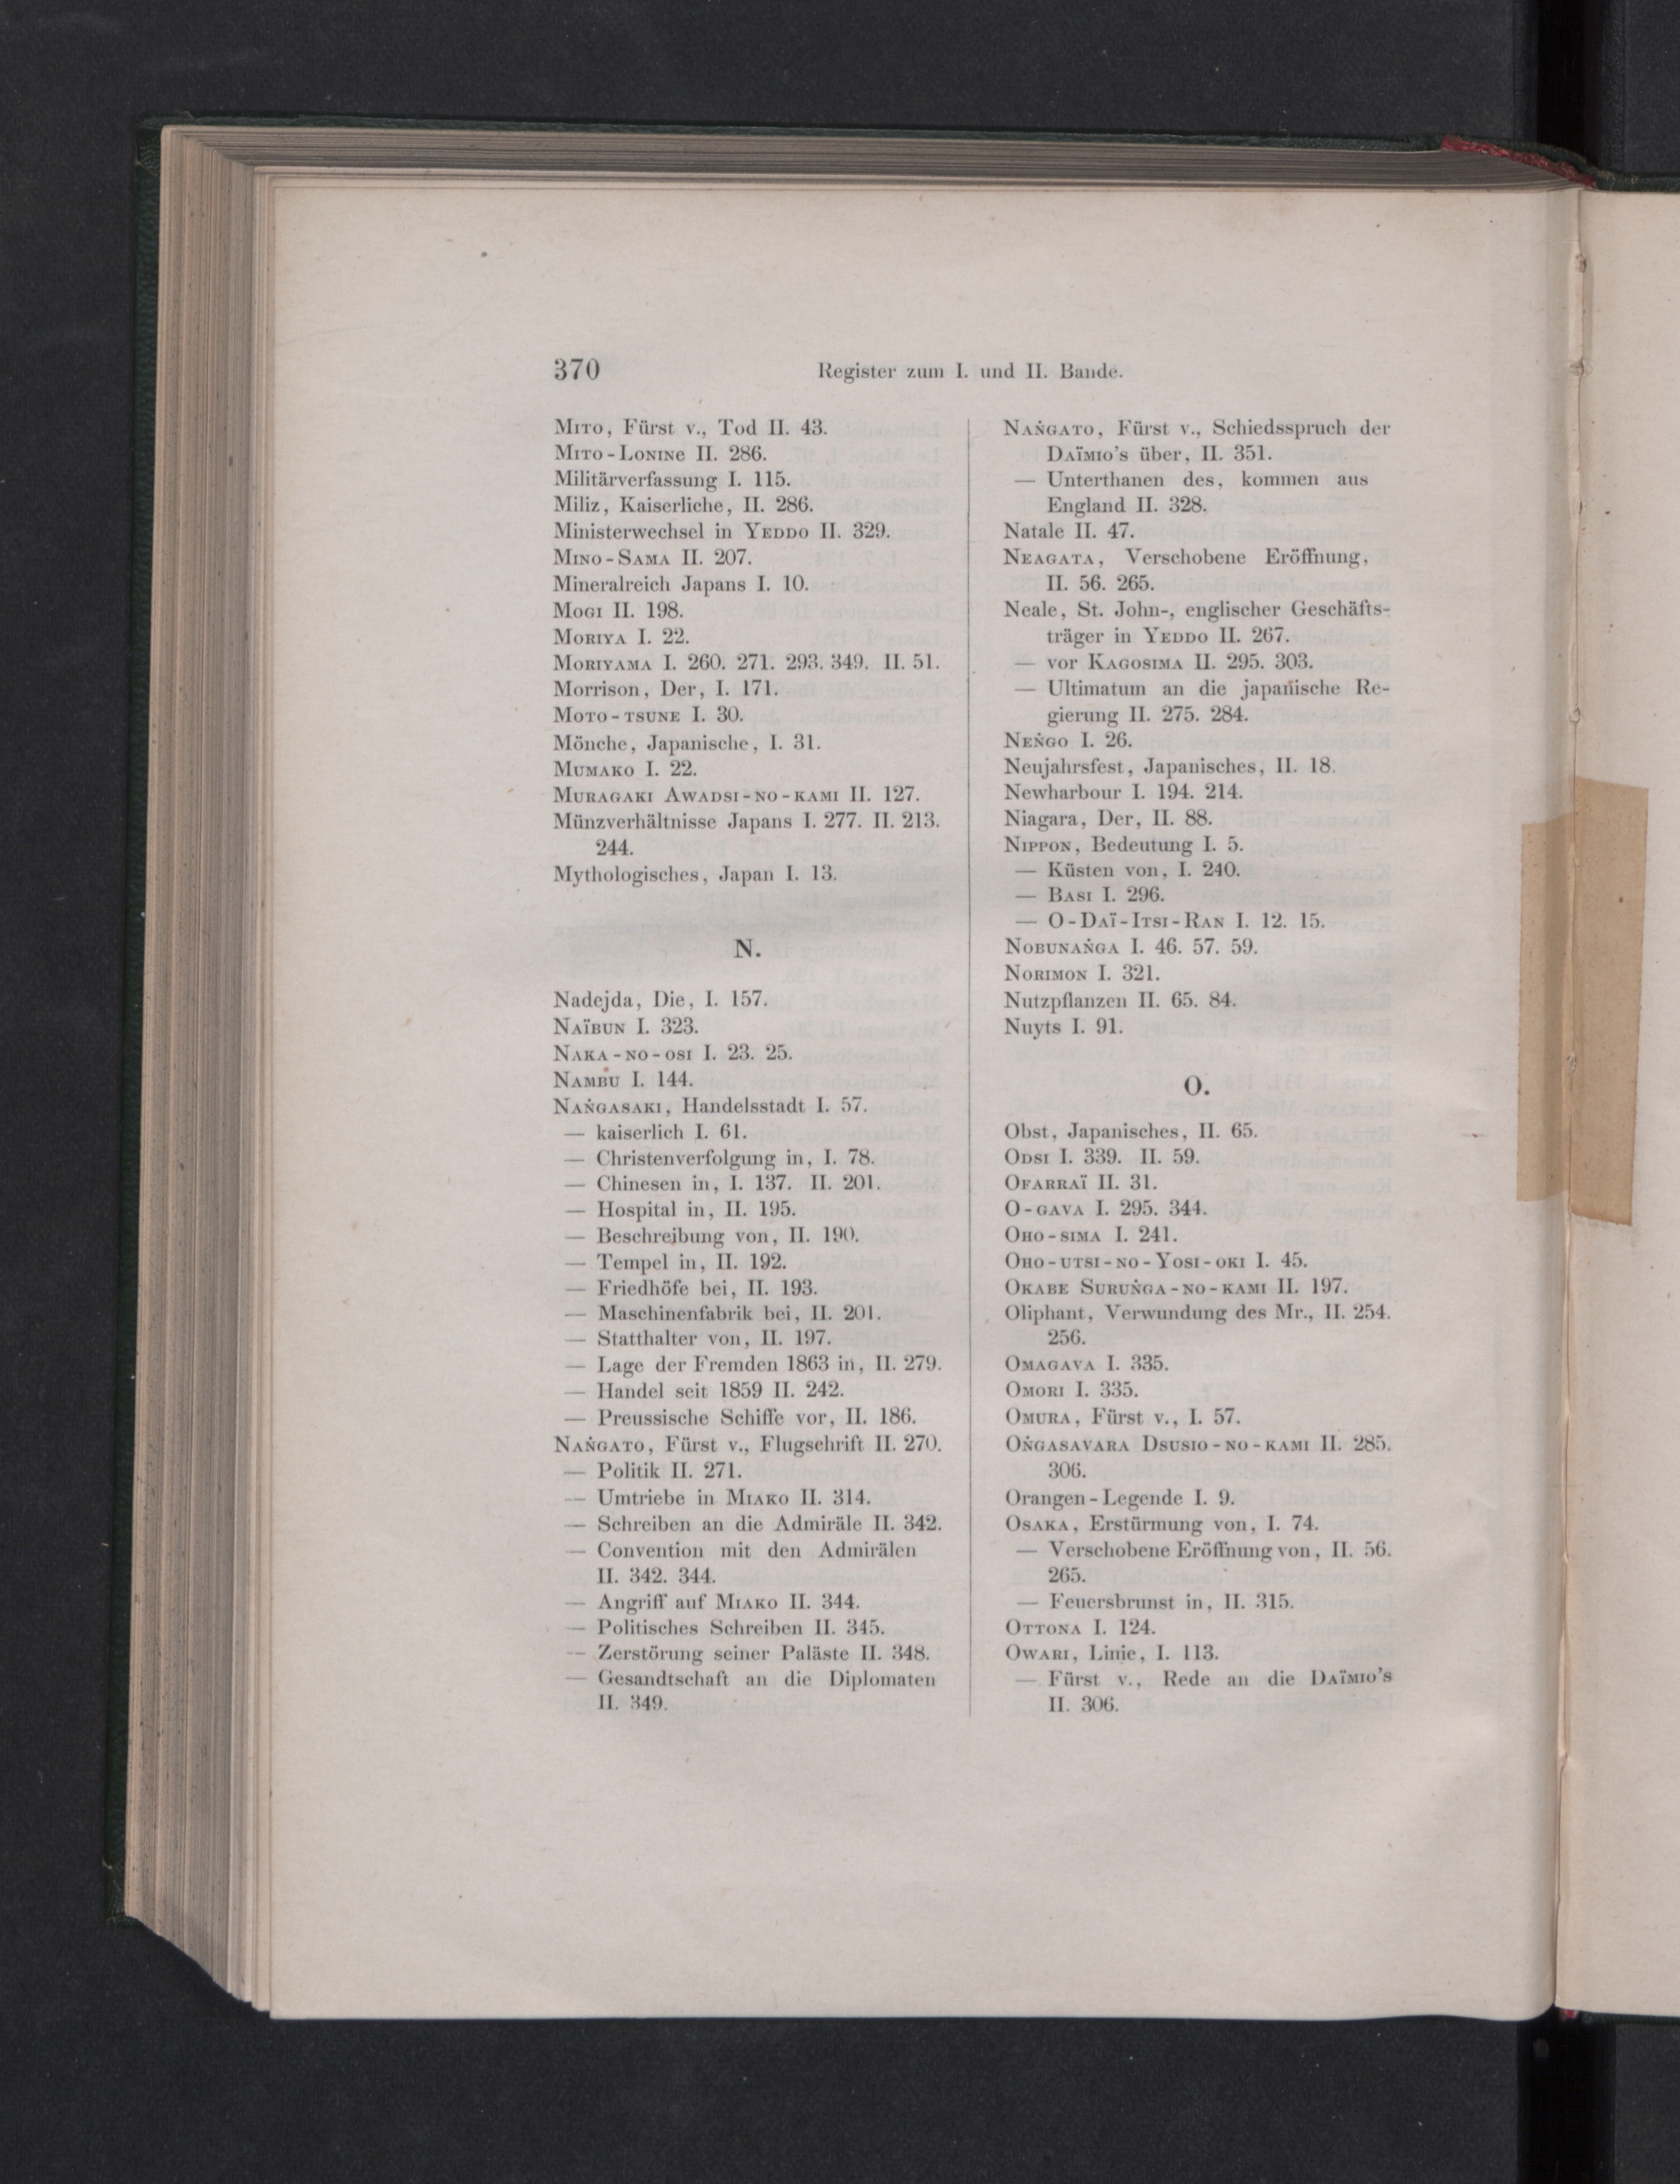 370 Register zum I. und II. Bande.
Mito, Fürst v., Tod II. 43.
Mito-Lonine II. 286.
Militärverfassung I. 115.
Miliz, Kaiserliche, II. 286.
Ministerwechsel in Yeddo II. 329.
Mino-Sama II. 207.
Mineralreich Japans I. 10.
Mogi II. 198.
Moriya I. 22.
Moriyama I. 260. 271. 293. 349. II. 51.
Morrison, Der, I. 171.
Moto-tsune I. 30.
Mönche, Japanische, I. 31.
Mumako I. 22.
Muragaki Awadsi-no-kami II. 127.
Münzverhältnisse Japans I. 277. II. 213.
244.
Mythologisches, Japan I. 13.
N.
Nadejda, Die, I. 157.
Naïbun I. 323.
Naka-no-osi I. 23. 25.
Nambu I. 144.
Naṅgasaki, Handelsstadt I. 57.
— kaiserlich I. 61.
— Christenverfolgung in, I. 78.
— Chinesen in, I. 137. II. 201.
— Hospital in, II. 195.
— Beschreibung von, II. 190.
— Tempel in, II. 192.
— Friedhöfe bei, II. 193.
— Maschinenfabrik bei, II. 201.
— Statthalter von, II. 197.
— Lage der Fremden 1863 in, II. 279.
— Handel seit 1859 II. 242.
— Preussische Schiffe vor, II. 186.
Naṅgato, Fürst v., Flugschrift II. 270.
— Politik II. 271.
— Umtriebe in Miako II. 314.
— Schreiben an die Admiräle II. 342.
— Convention mit den Admirälen
II. 342. 344.
— Angriff auf Miako II. 344.
— Politisches Schreiben II. 345.
— Zerstörung seiner Paläste II. 348.
— Gesandtschaft an die Diplomaten
II. 349.
Naṅgato, Fürst v., Schiedsspruch der
Daïmio's über, II. 351.
— Unterthanen des, kommen aus
England II. 328.
Natale II. 47.
Neagata, Verschobene Eröffnung,
II. 56. 265.
Neale, St. John-, englischer Geschäfts-
träger in Yeddo II. 267.
— vor Kagosima II. 295. 303.
— Ultimatum an die japanische Re-
gierung II. 275. 284.
Neṅgo I. 26.
Neujahrsfest, Japanisches, II. 18.
Newharbour I. 194. 214.
Niagara, Der, II. 88.
Nippon, Bedeutung I. 5.
— Küsten von, I. 240.
— Basi I. 296.
— O-Daï-Itsi-Ran I. 12. 15.
Nobunaṅga I. 46. 57. 59.
Norimon I. 321.
Nutzpflanzen II. 65. 84.
Nuyts I. 91.
O.
Obst, Japanisches, II. 65.
Odsi I. 339. II. 59.
Ofarraï II. 31.
O-gava I. 295. 344.
Oho-sima I. 241.
Oho-utsi-no-Yosi-oki I. 45.
Okabe Suruṅga-no-kami II. 197.
Oliphant, Verwundung des Mr., II. 254.
256.
Omagava I. 335.
Omori I. 335.
Omura, Fürst v., I. 57.
Oṅgasavara Dsusio-no-kami II. 285.
306.
Orangen-Legende I. 9.
Osaka, Erstürmung von, I. 74.
— Verschobene Eröffnung von, II. 56.
265.
— Feuersbrunst in, II. 315.
Ottona I. 124.
Owari, Linie, I. 113.
— Fürst v., Rede an die Daïmio's
II. 306.